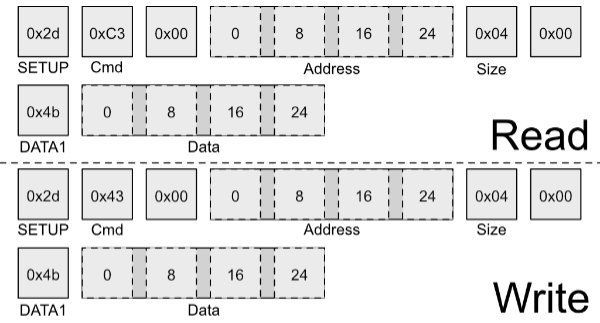 0x2d 0xC3 0x00 0 8 16 24 0x04 0x00
SETUP Cmd Address Size
0x4b 0 8 16 24
DATA1 Data
Read
0x2d 0x43 0x00 0 8 16 24 0x04 0x00
SETUP Cmd Address Size
0x4b 0 8 16 24
DATA1 Data
Write